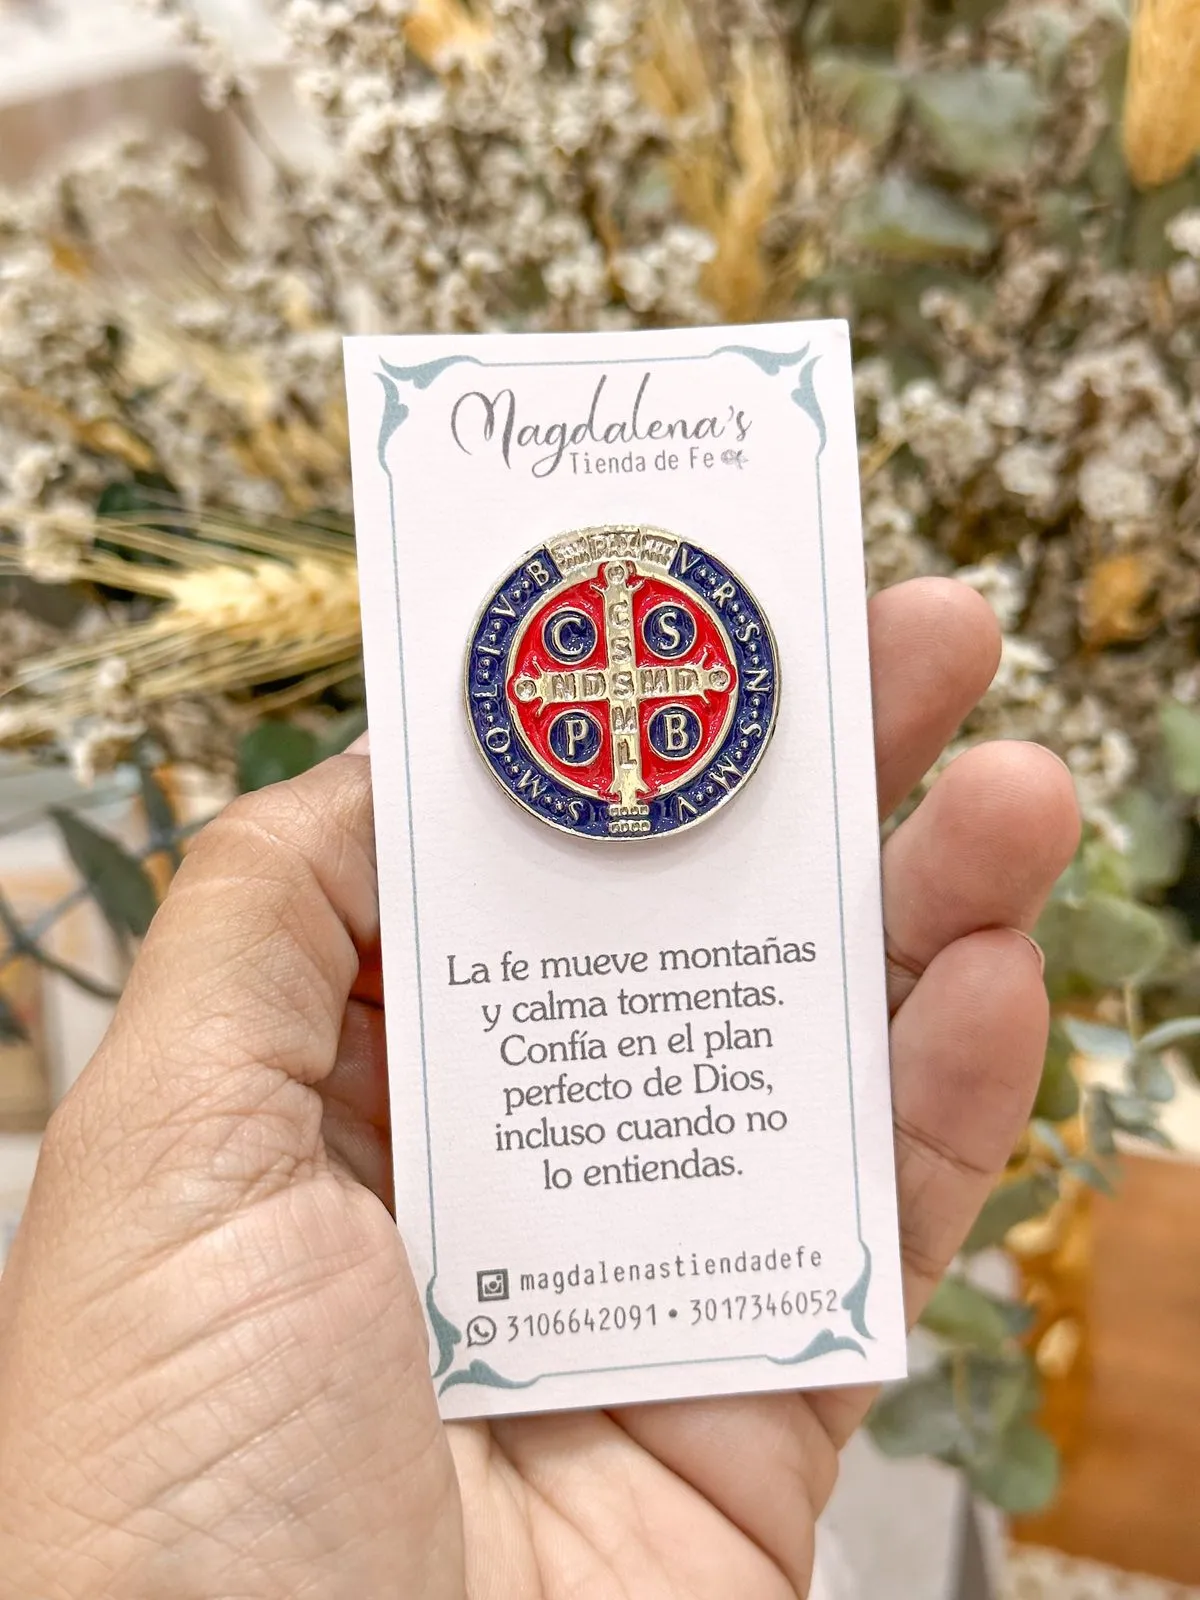 Magdalena's
Tienda de Fe
PAX
V · R · S · N · S · M · V
S · M · Q · L · I · V · B
C S
C
S
N D S M D
M
L
P B
La fe mueve montañas
y calma tormentas.
Confía en el plan
perfecto de Dios,
incluso cuando no
lo entiendas.
magdalenastiendadefe
3106642091 • 3017346052